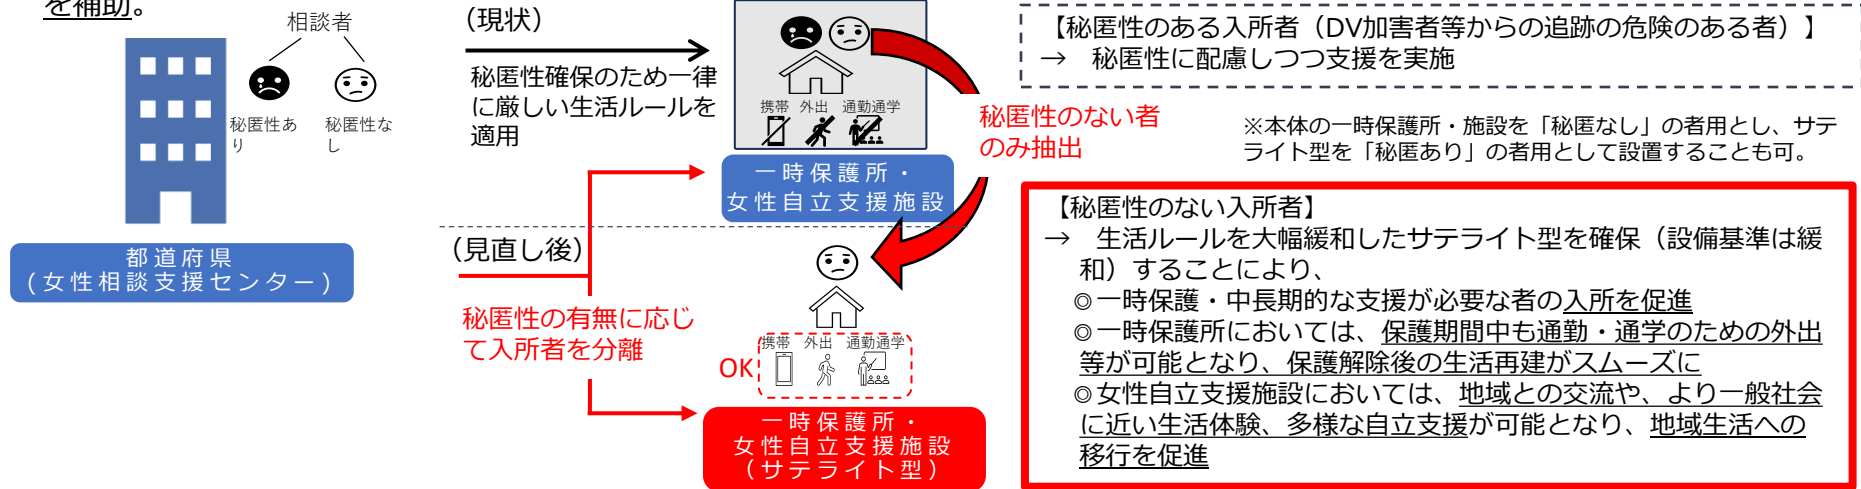 を補助。
相談者
秘匿性あ
り
秘匿性な
し
都道府県
(女性相談支援センター)
（現状）
秘匿性確保のため一律
に厳しい生活ルールを
適用
携帯 外出 通勤通学
一時保護所・
女性自立支援施設
秘匿性のない者
のみ抽出
（見直し後）
秘匿性の有無に応じ
て入所者を分離
OK
携帯 外出 通勤通学
一時保護所・
女性自立支援施設
（サテライト型）
【秘匿性のある入所者（DV加害者等からの追跡の危険のある者）】
→ 秘匿性に配慮しつつ支援を実施
※本体の一時保護所・施設を「秘匿なし」の者用とし、サテ
ライト型を「秘匿あり」の者用として設置することも可。
【秘匿性のない入所者】
→ 生活ルールを大幅緩和したサテライト型を確保（設備基準は緩
和）することにより、
◎一時保護・中長期的な支援が必要な者の入所を促進
◎一時保護所においては、保護期間中も通勤・通学のための外出
等が可能となり、保護解除後の生活再建がスムーズに
◎女性自立支援施設においては、地域との交流や、より一般社会
に近い生活体験、多様な自立支援が可能となり、地域生活への
移行を促進